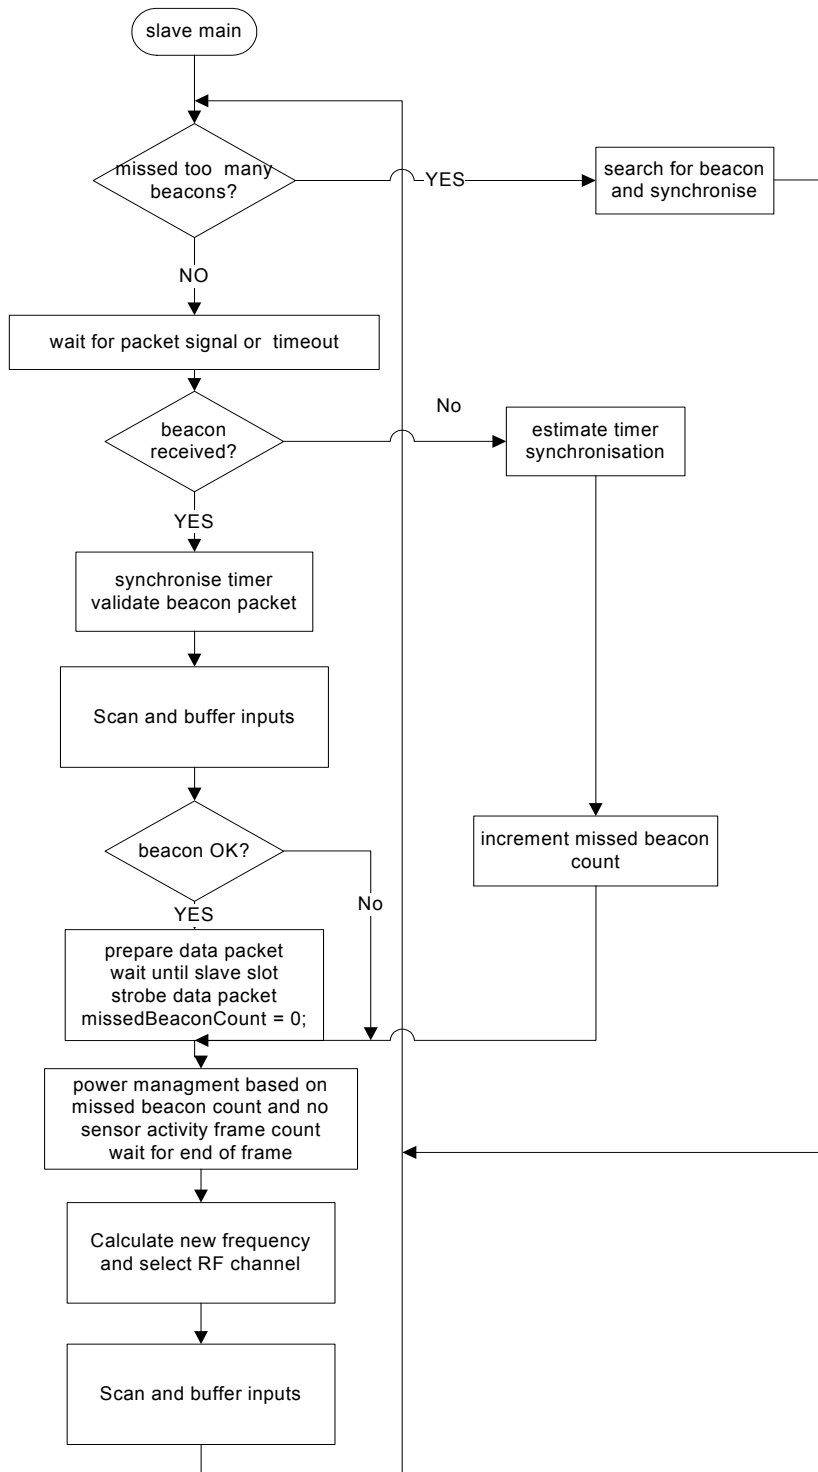 slave main
missed too  many
beacons?
YES
search for beacon
and synchronise
NO
wait for packet signal or  timeout
beacon
received?
No
estimate timer
synchronisation
YES
synchronise timer
validate beacon packet
Scan and buffer inputs
beacon OK?
increment missed beacon
count
No
YES
prepare data packet
wait until slave slot
strobe data packet
missedBeaconCount = 0;
power managment based on
missed beacon count and no
sensor activity frame count
wait for end of frame
Calculate new frequency
and select RF channel
Scan and buffer inputs